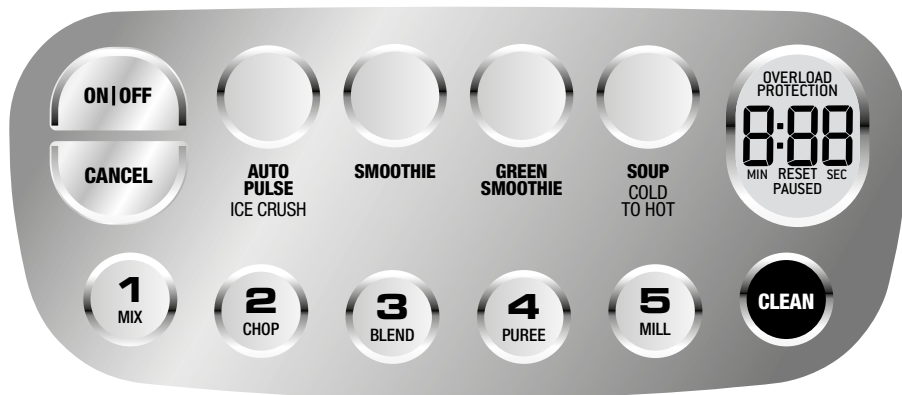 ON|OFF
CANCEL
AUTO
PULSE
ICE CRUSH
SMOOTHIE
GREEN
SMOOTHIE
SOUP
COLD
TO HOT
OVERLOAD
PROTECTION
8:88
MIN RESET SEC
PAUSED
1
MIX
2
CHOP
3
BLEND
4
PUREE
5
MILL
CLEAN